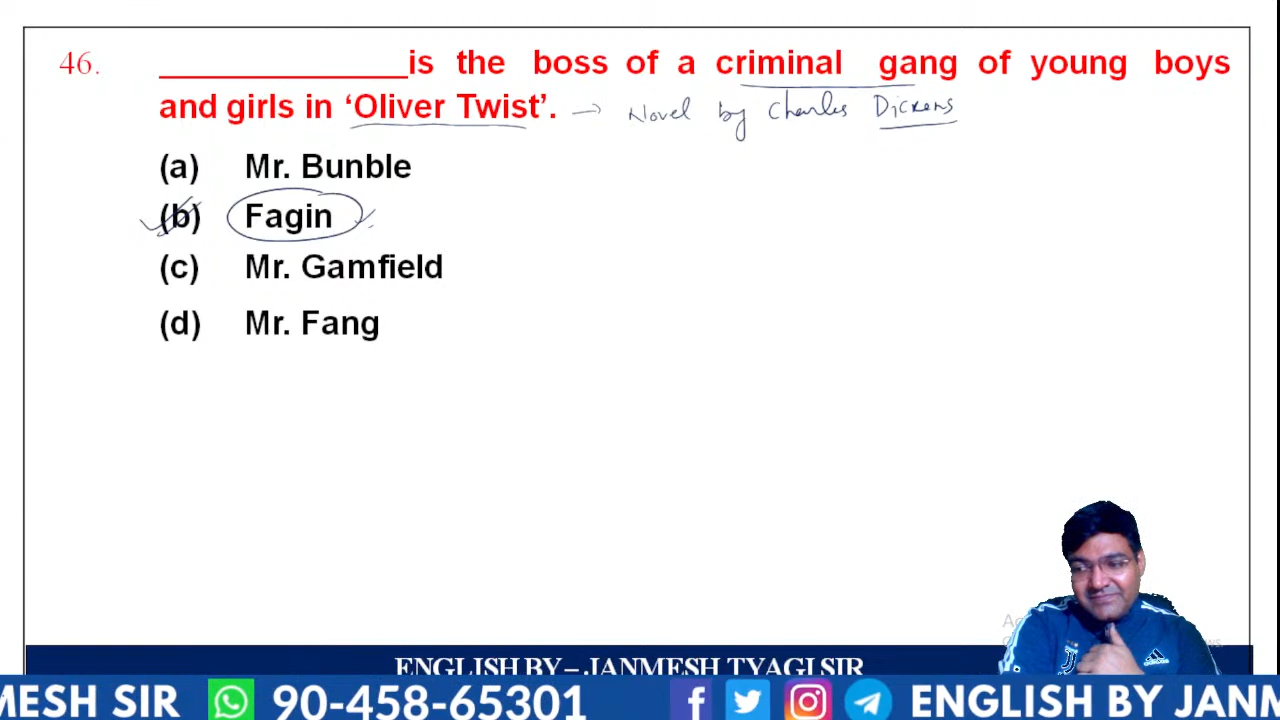 46. ______________is the boss of a criminal gang of young boys
and girls in ‘Oliver Twist’. → Novel by Charles Dickens
(a) Mr. Bunble
(b) Fagin
(c) Mr. Gamfield
(d) Mr. Fang
ENGLISH BY – JANMESH TYAGI SIR
MESH SIR 90-458-65301 ENGLISH BY JANM